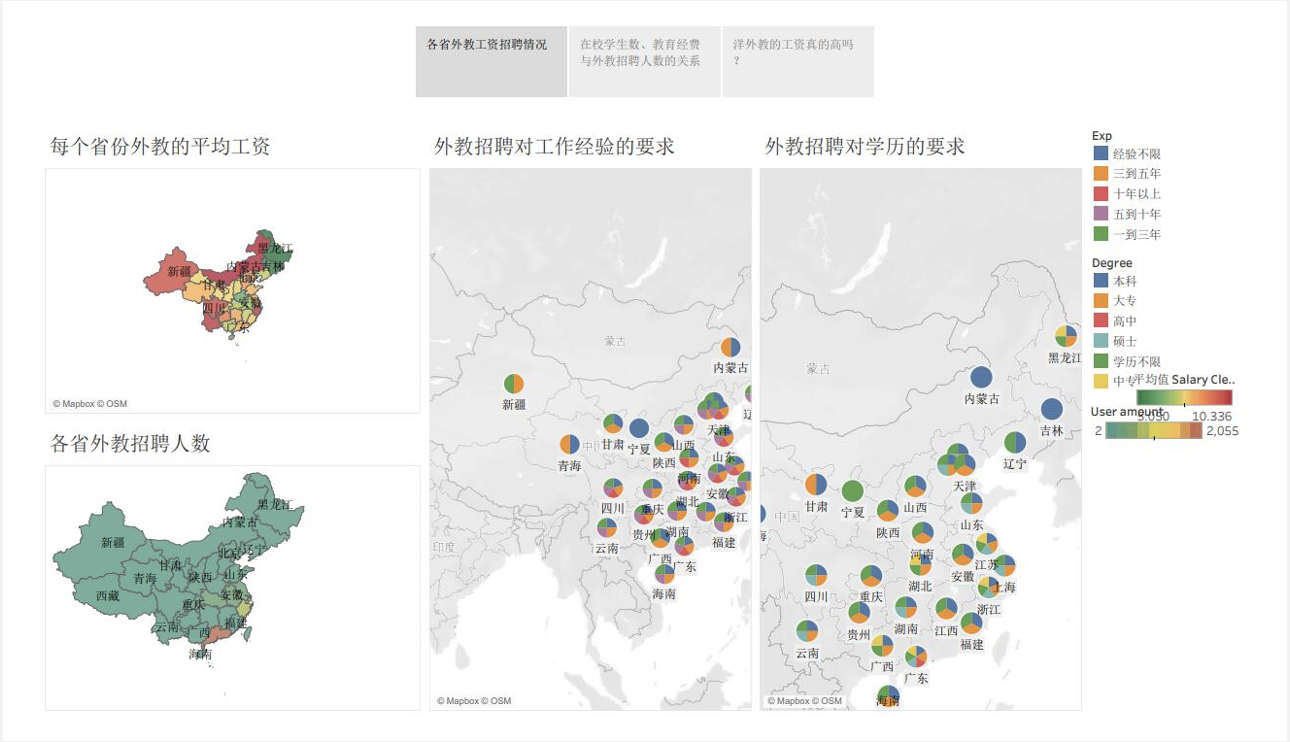 各省外教工资招聘情况
在校学生数、教育经费
与外教招聘人数的关系
洋外教的工资真的高吗
？
每个省份外教的平均工资
黑龙江
内蒙古
吉林
新疆
北京
甘肃
安徽
四川
© Mapbox © OSM
各省外教招聘人数
黑龙江
内蒙古
新疆
北京
辽宁
甘肃
青海
陕西
山东
西藏
重庆
安徽
云南
广西
福建
海南
外教招聘对工作经验的要求
蒙古
内蒙古
新疆
天津
甘肃
宁夏
山西
青海
陕西
山东
河南
四川
重庆
湖北
安徽
浙江
贵州
湖南
云南
福建
广西
广东
印度
海南
© Mapbox © OSM
外教招聘对学历的要求
黑龙江
蒙古
内蒙古
吉林
辽宁
天津
甘肃
宁夏
山西
中国
陕西
山东
河南
江苏
安徽
湖北
上海
四川
重庆
浙江
贵州
湖南
江西
云南
福建
广西
广东
海南
© Mapbox © OSM
Exp
经验不限
三到五年
十年以上
五到十年
一到三年
Degree
本科
大专
高中
硕士
学历不限
中专
平均值 Salary Cle..
10.336
User amount
2
2,055